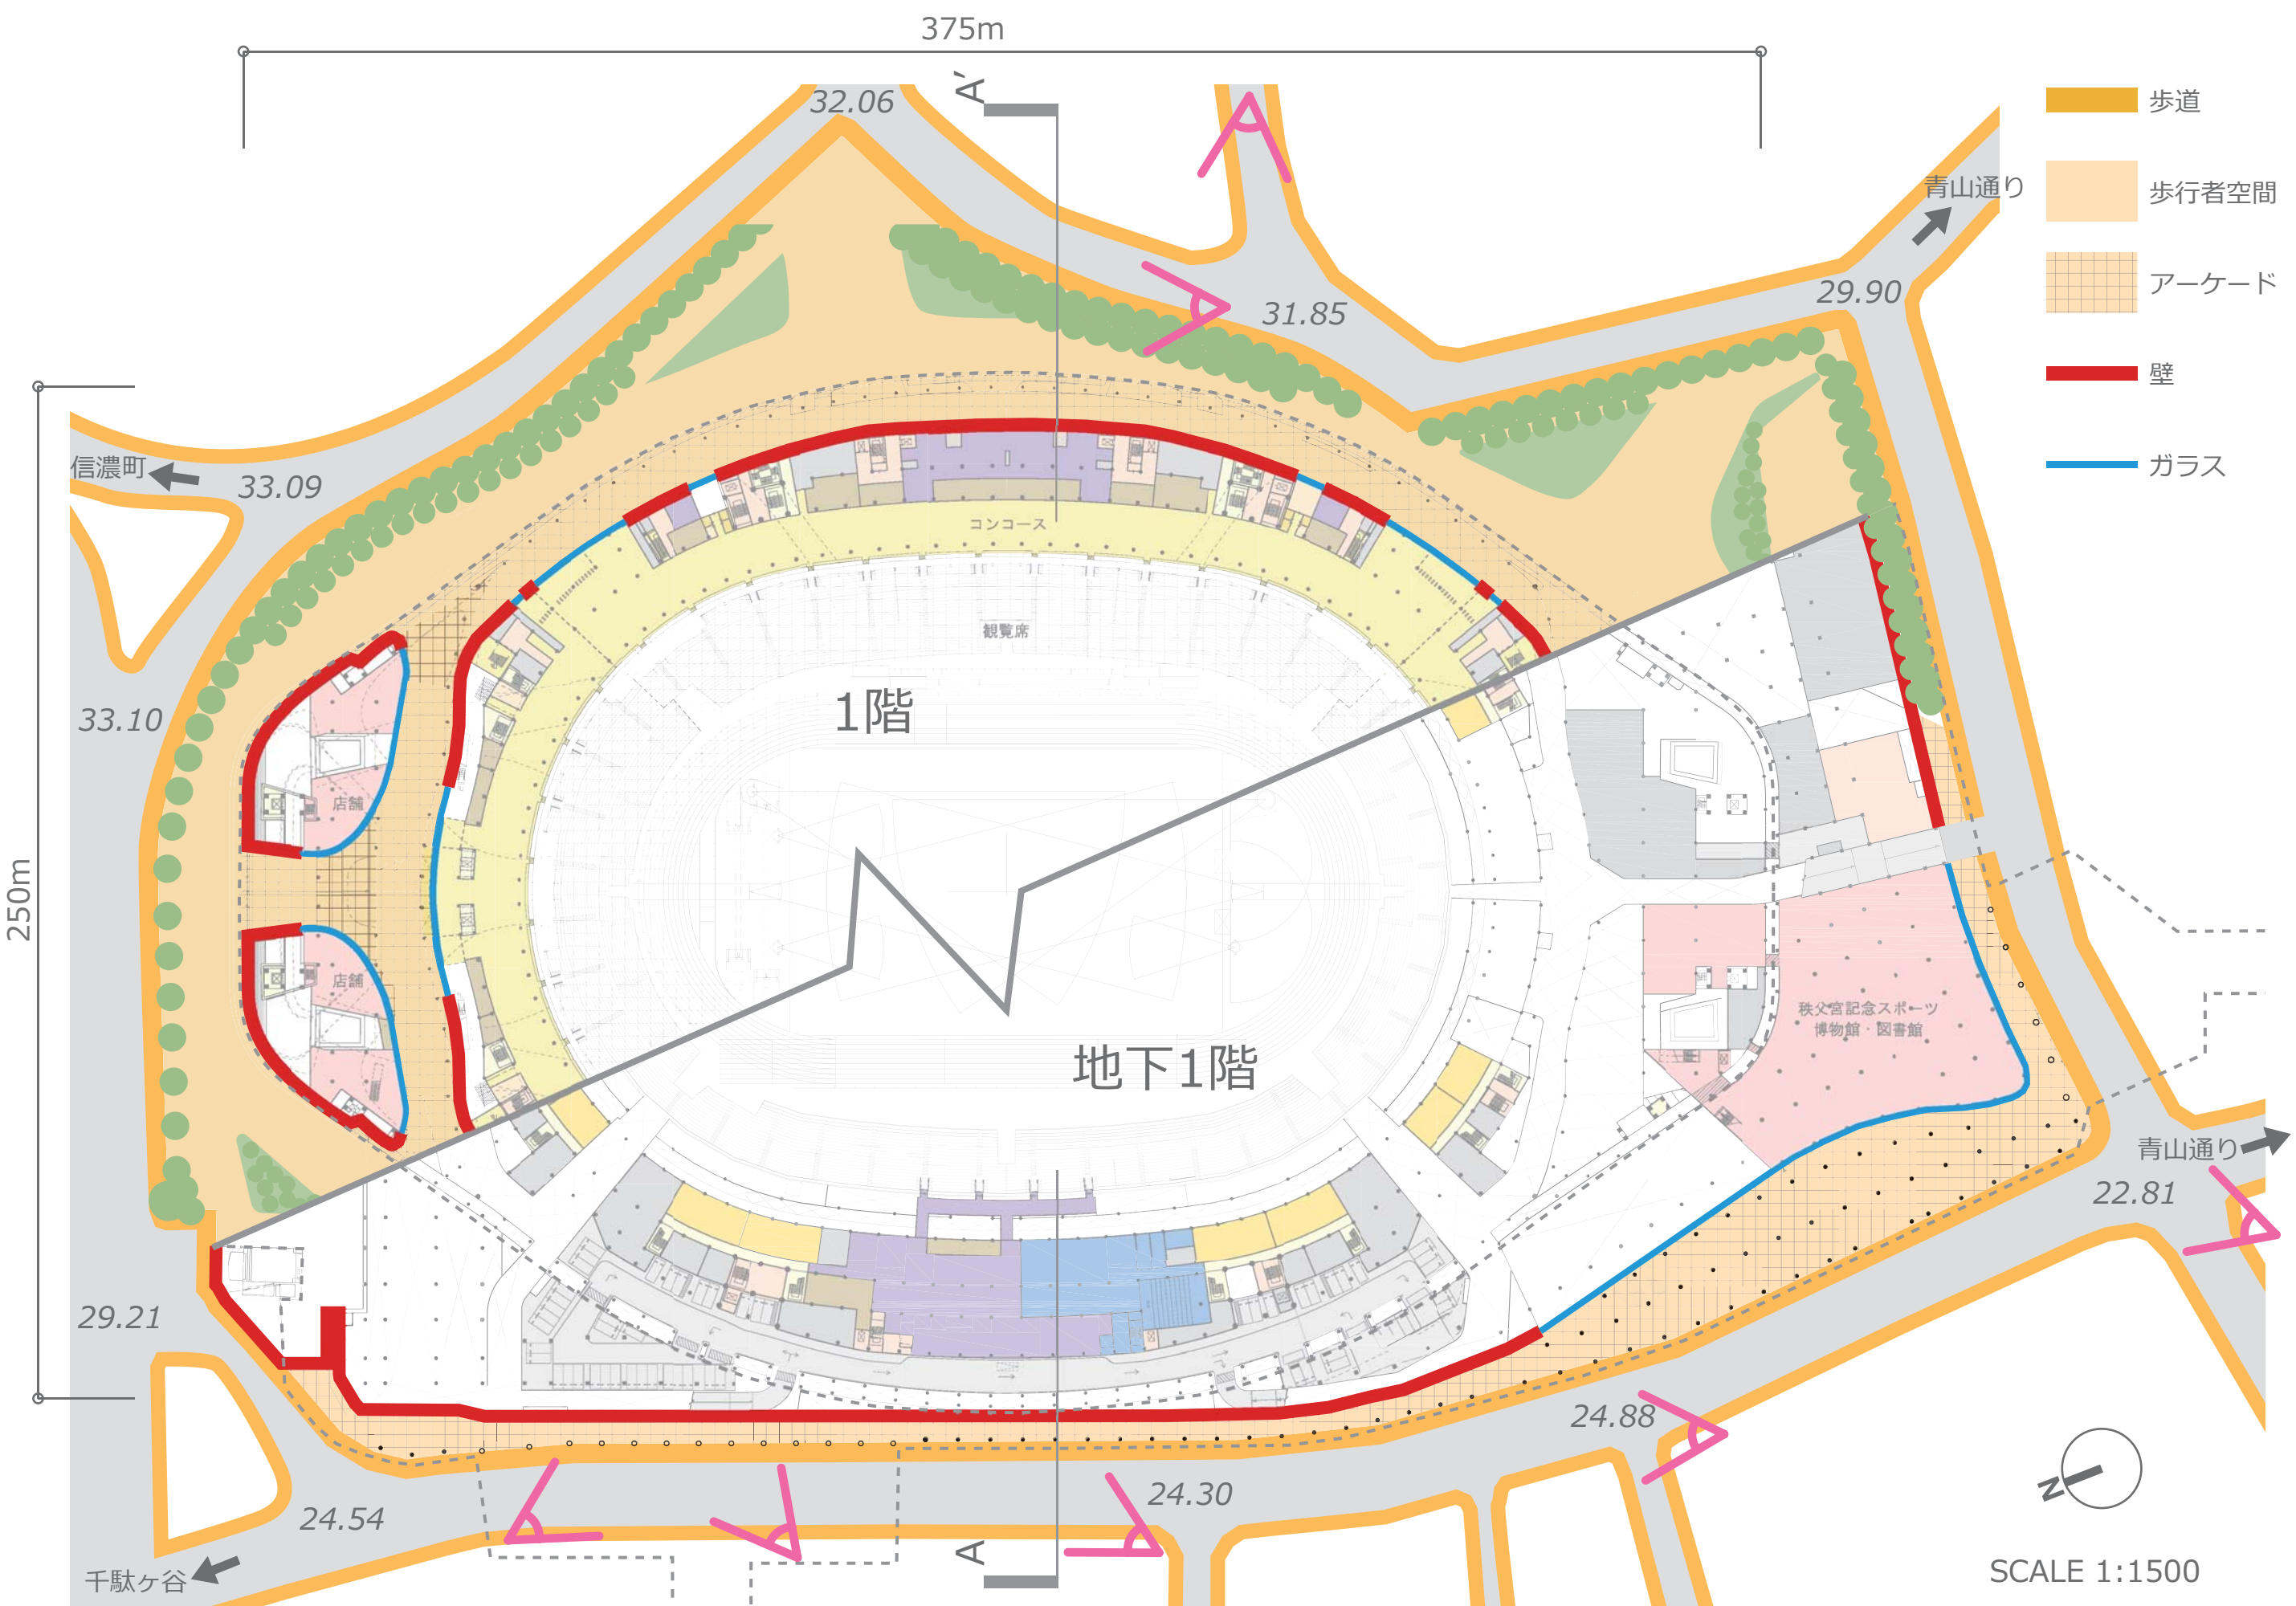 375m
A'
32.06
歩道
青山通り
歩行者空間
アーケード
29.90
31.85
壁
信濃町
33.09
ガラス
コンコース
観覧席
1階
33.10
店舗
250m
店舗
秩父宮記念スポーツ
博物館・図書館
地下1階
青山通り
22.81
29.21
24.88
24.30
24.54
N
A
千駄ヶ谷
SCALE 1:1500